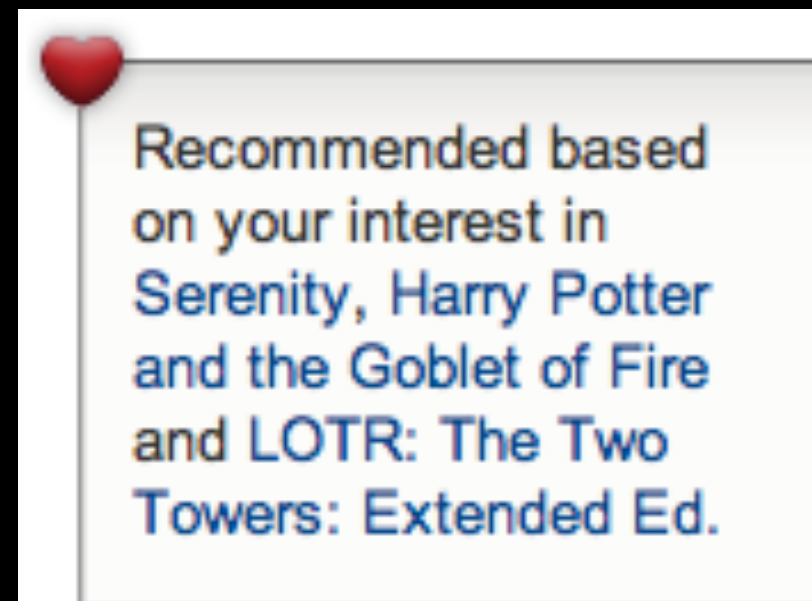 Recommended based
on your interest in
Serenity, Harry Potter
and the Goblet of Fire
and LOTR: The Two
Towers: Extended Ed.